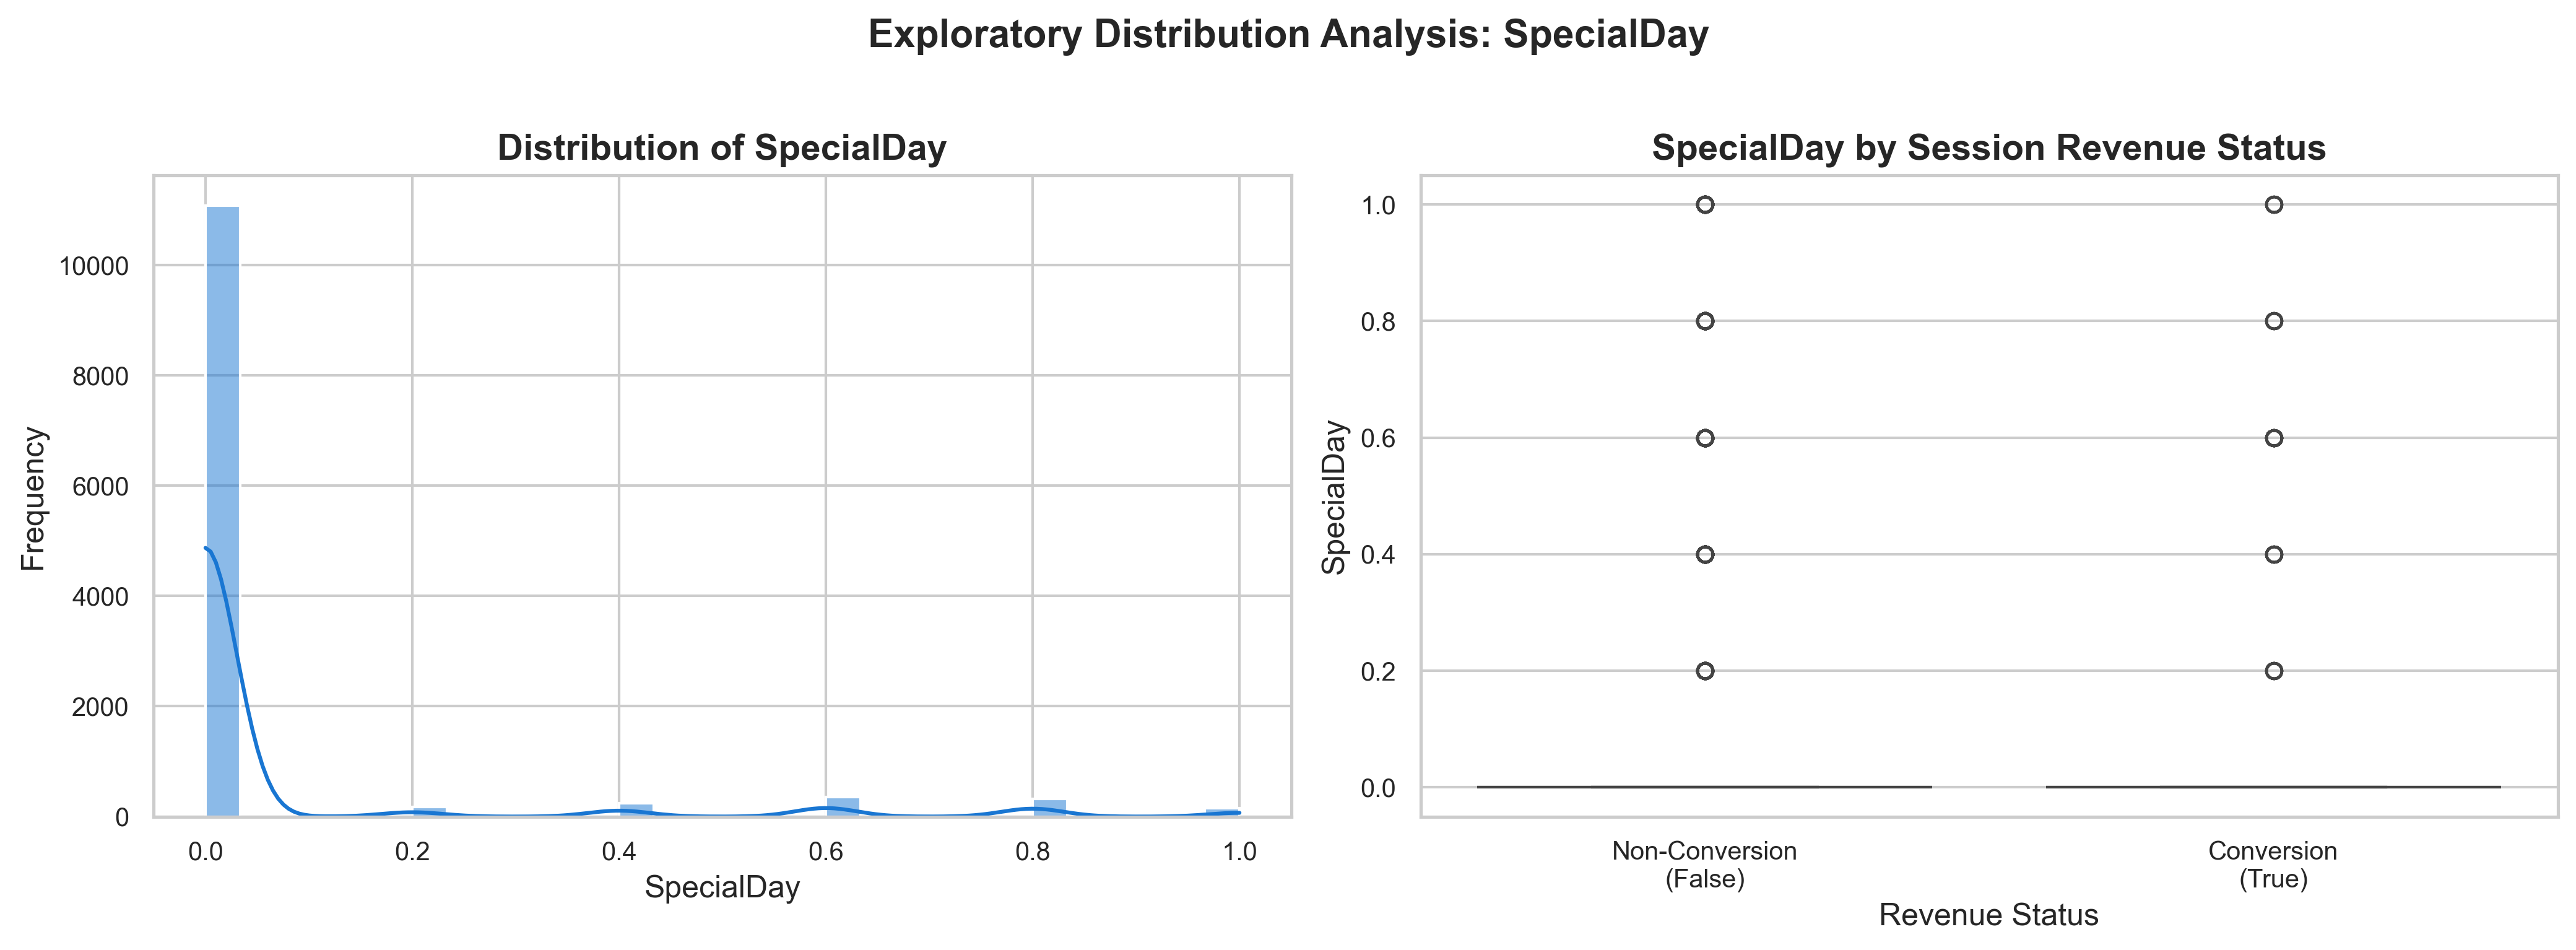 Exploratory Distribution Analysis: SpecialDay
Distribution of SpecialDay
Frequency
10000
8000
6000
4000
2000
0
0.0 0.2 0.4 0.6 0.8 1.0
SpecialDay
SpecialDay by Session Revenue Status
SpecialDay
1.0
0.8
0.6
0.4
0.2
0.0
Non-Conversion
(False)
Conversion
(True)
Revenue Status